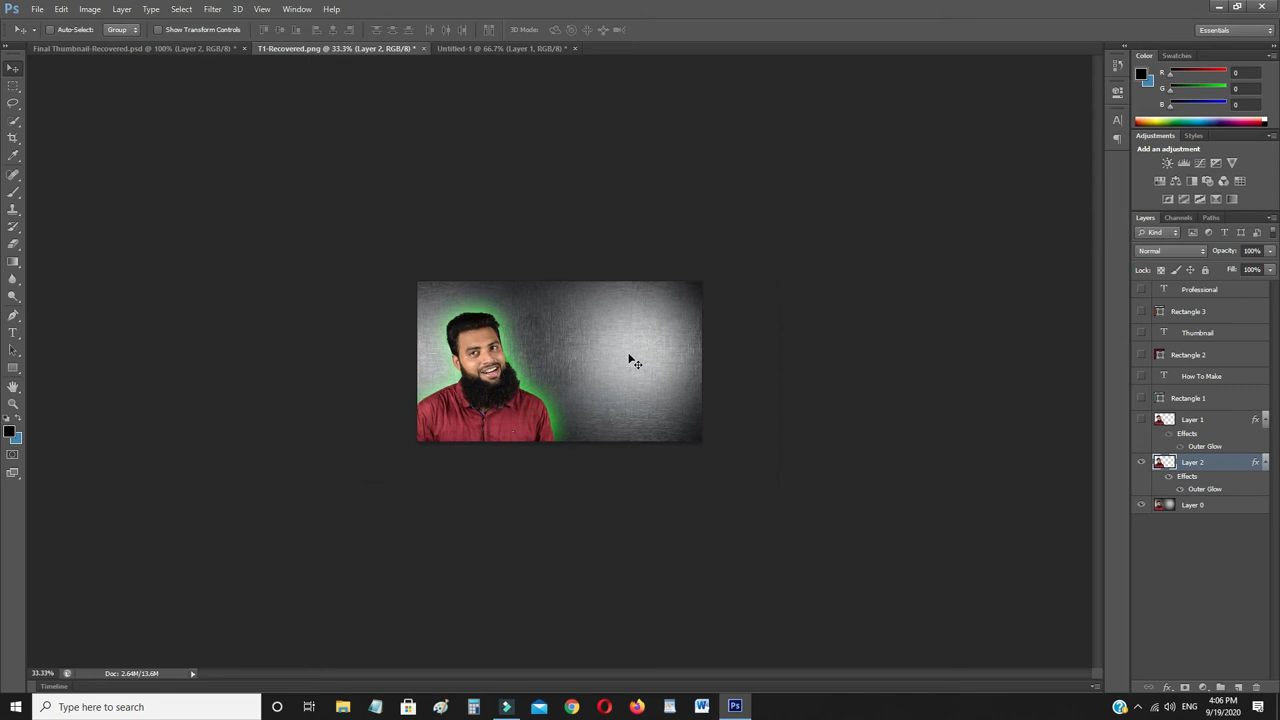 Ps File Edit Image Layer Type Select Filter 3D View Window Help
Auto-Select: Group Show Transform Controls 3D Mode: Essentials
Final Thumbnail-Recovered.psd @ 100% (Layer 2, RGB/8) * × T1-Recovered.png @ 33.3% (Layer 2, RGB/8) * × Untitled-1 @ 66.7% (Layer 1, RGB/8) * ×
Color Swatches
R 0
G 0
B 0
Adjustments Styles
Add an adjustment
Layers Channels Paths
Kind
Normal Opacity: 100%
Lock: Fill: 100%
Professional
Rectangle 3
Thumbnail
Rectangle 2
How To Make
Rectangle 1
Layer 1 fx
Effects
Outer Glow
Layer 2 fx
Effects
Outer Glow
Layer 0
33.33% Doc: 2.64M/13.6M
Timeline
Type here to search
4:06 PM
9/19/2020